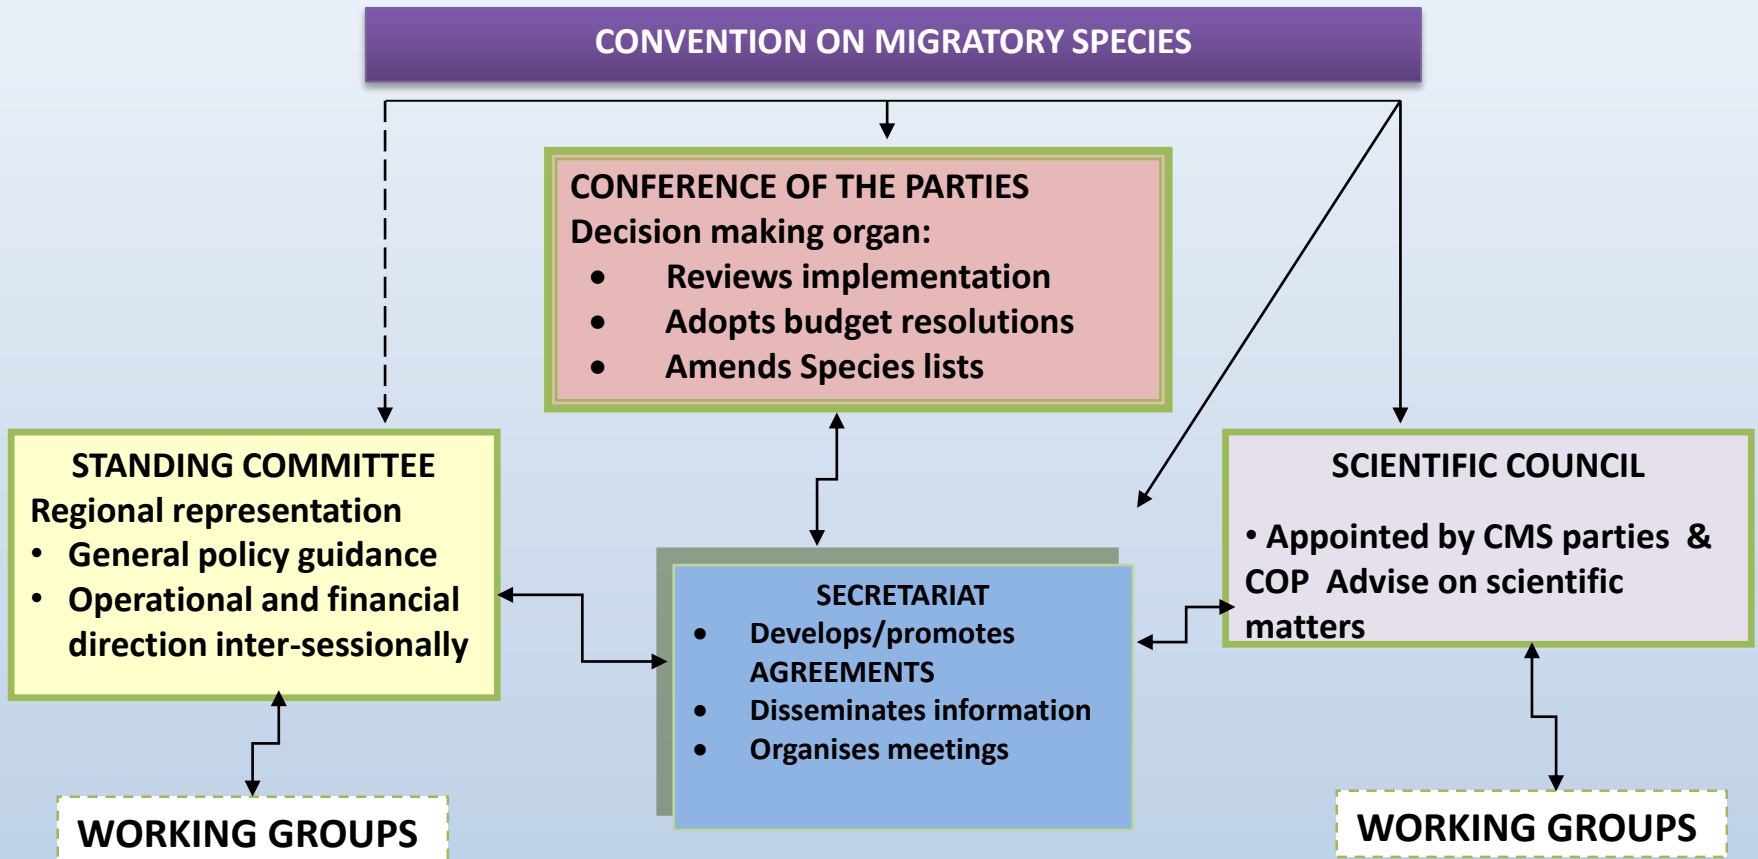 CONVENTION ON MIGRATORY SPECIES
CONFERENCE OF THE PARTIES
Decision making organ:
• Reviews implementation
• Adopts budget resolutions
• Amends Species lists
STANDING COMMITTEE
Regional representation
• General policy guidance
• Operational and financial
direction inter-sessionally
SECRETARIAT
• Develops/promotes
AGREEMENTS
• Disseminates information
• Organises meetings
SCIENTIFIC COUNCIL
• Appointed by CMS parties &
COP Advise on scientific
matters
WORKING GROUPS
WORKING GROUPS